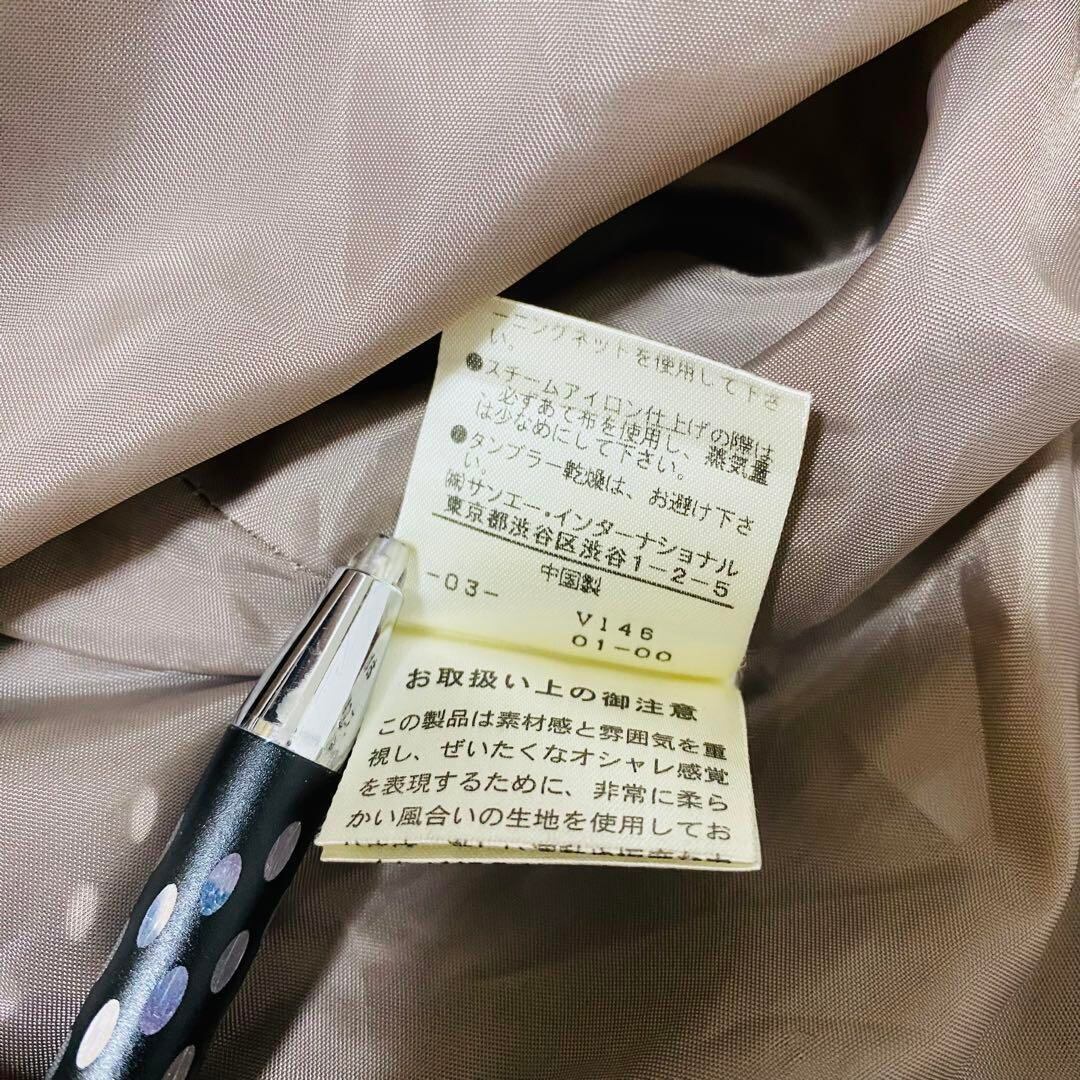 ーニングネットを使用して下さ
い。
●スチームアイロン仕上げの際は
、必ずあて布を使用し、蒸気量
は少なめにして下さい。
●タンブラー乾燥は、お避け下さ
い。
㈱サンエー・インターナショナル
東京都渋谷区渋谷1-2-5
中国製
-03-
V146
01-00
お取扱い上の御注意
この製品は素材感と雰囲気を重
視し、ぜいたくなオシャレ感覚
を表現するために、非常に柔ら
かい風合いの生地を使用してお